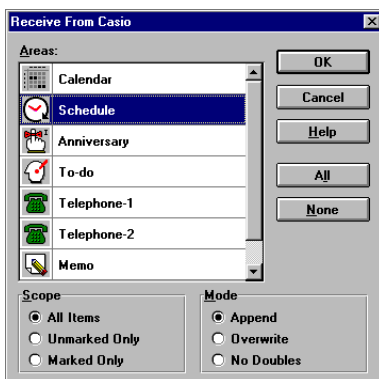 Receive From Casio
Areas:
Calendar
Schedule
Anniversary
To-do
Telephone-1
Telephone-2
Memo
OK
Cancel
Help
All
None
Scope
All Items
Unmarked Only
Marked Only
Mode
Append
Overwrite
No Doubles